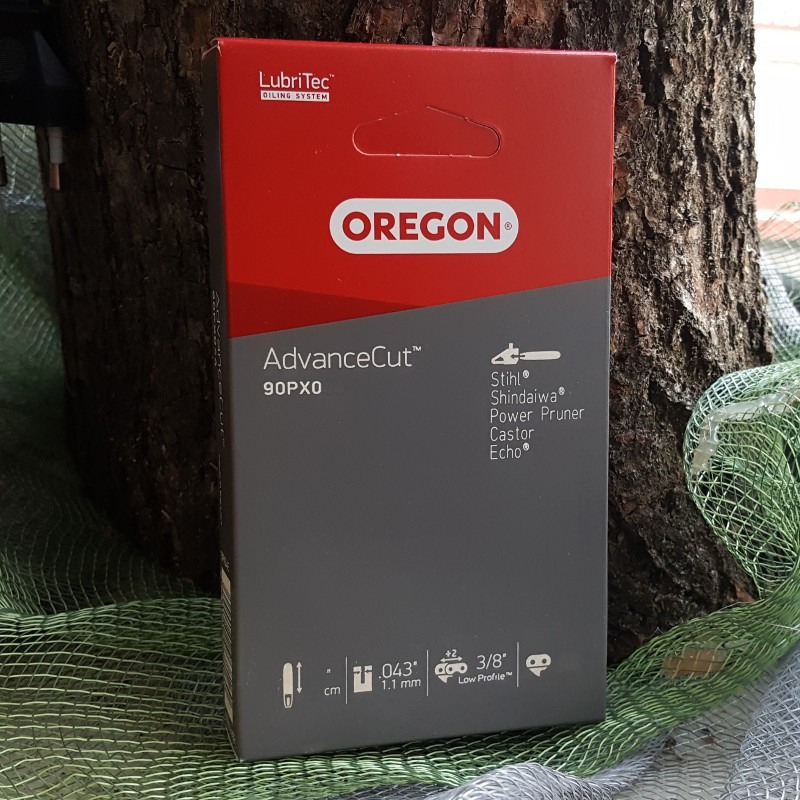 LubriTec™
OILING SYSTEM
OREGON®
AdvanceCut™
90PX0
Stihl®
Shindaiwa®
Power Pruner
Castor
Echo®
"
cm
.043"
1.1 mm
+2
3/8"
Low Profile™
AdvanceCut